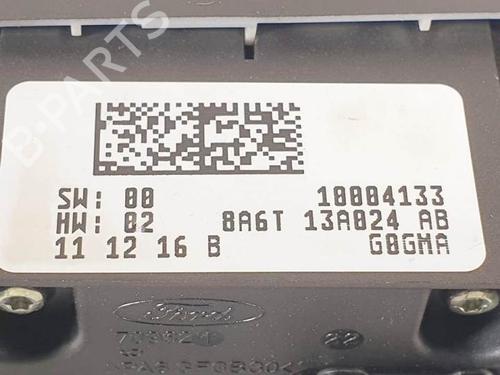 B-PARTS
SW: 00 10004133
HW: 02 8A6T 13A024 AB
11 12 16 B G0GMA
Ford
22